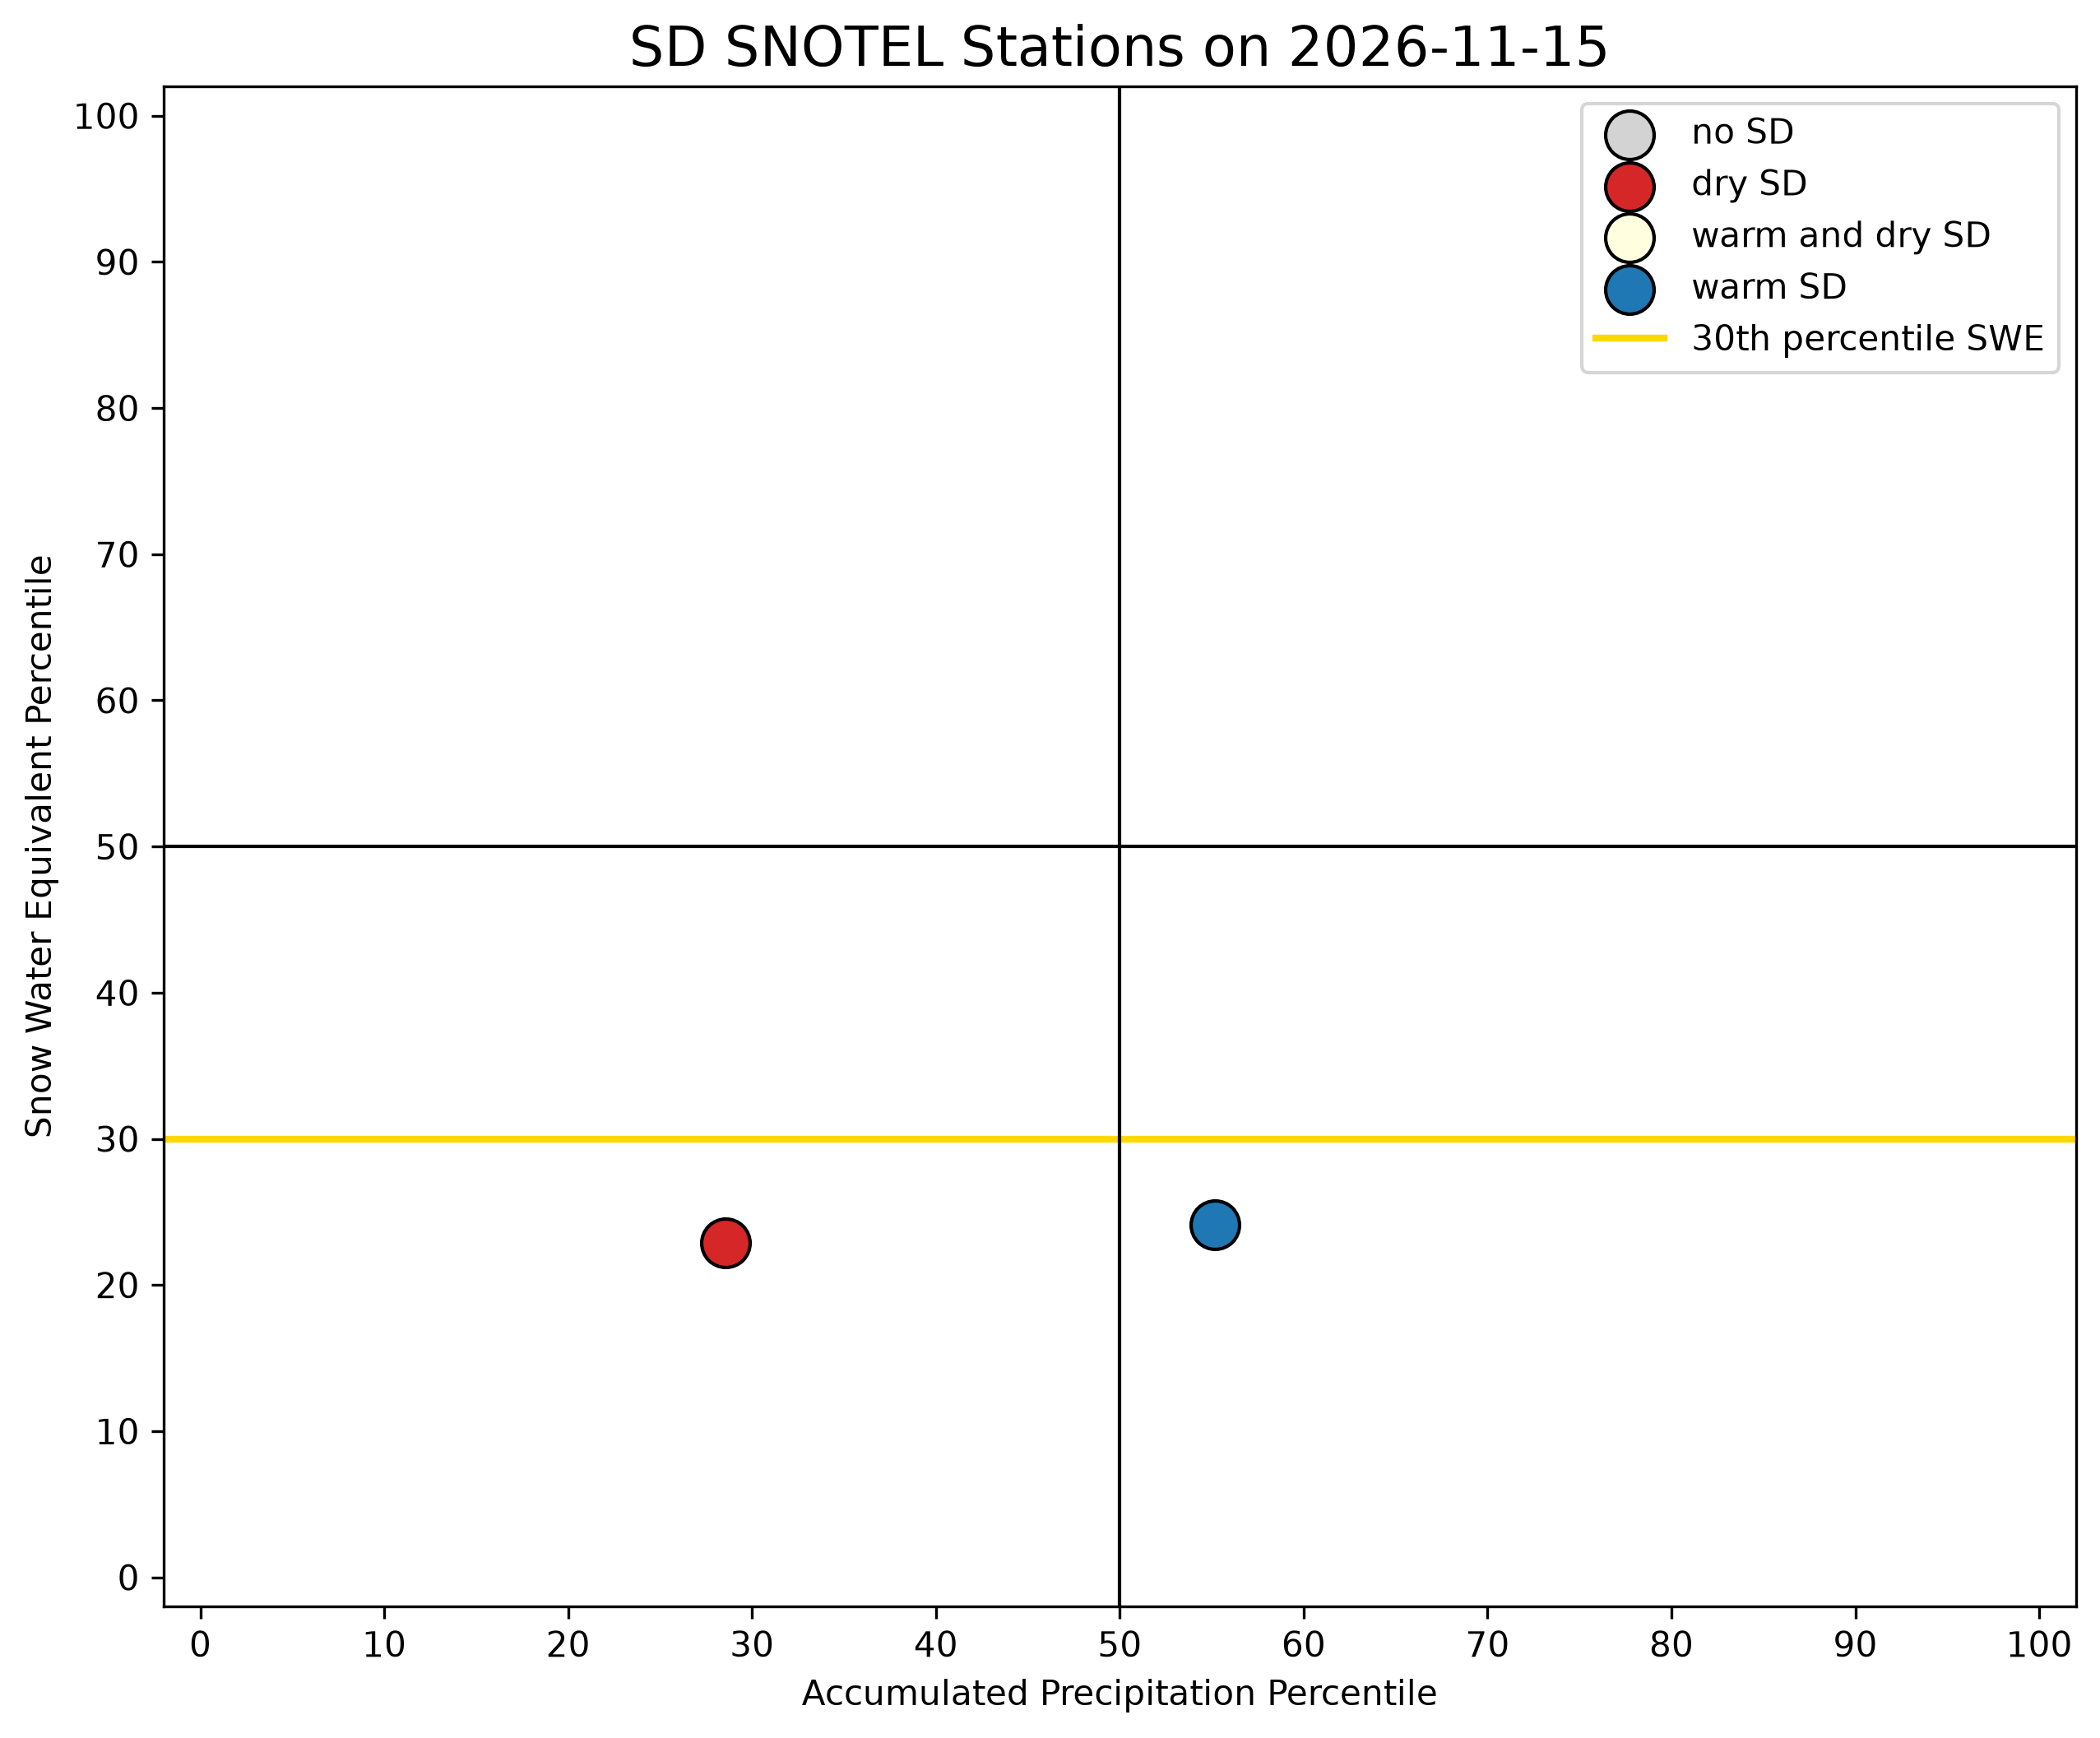 SD SNOTEL Stations on 2026-11-15
no SD
dry SD
warm and dry SD
warm SD
30th percentile SWE
Snow Water Equivalent Percentile
100
90
80
70
60
50
40
30
20
10
0
0 10 20 30 40 50 60 70 80 90 100
Accumulated Precipitation Percentile